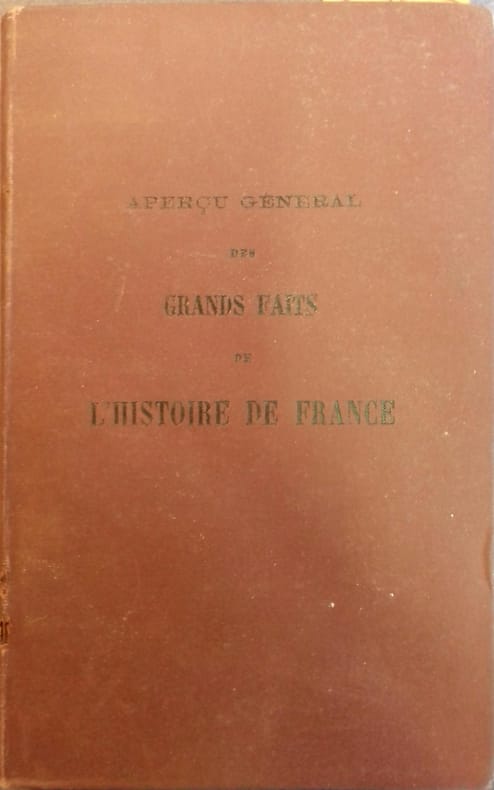 APERÇU GÉNÉRAL
DES
GRANDS FAITS
DE
L'HISTOIRE DE FRANCE